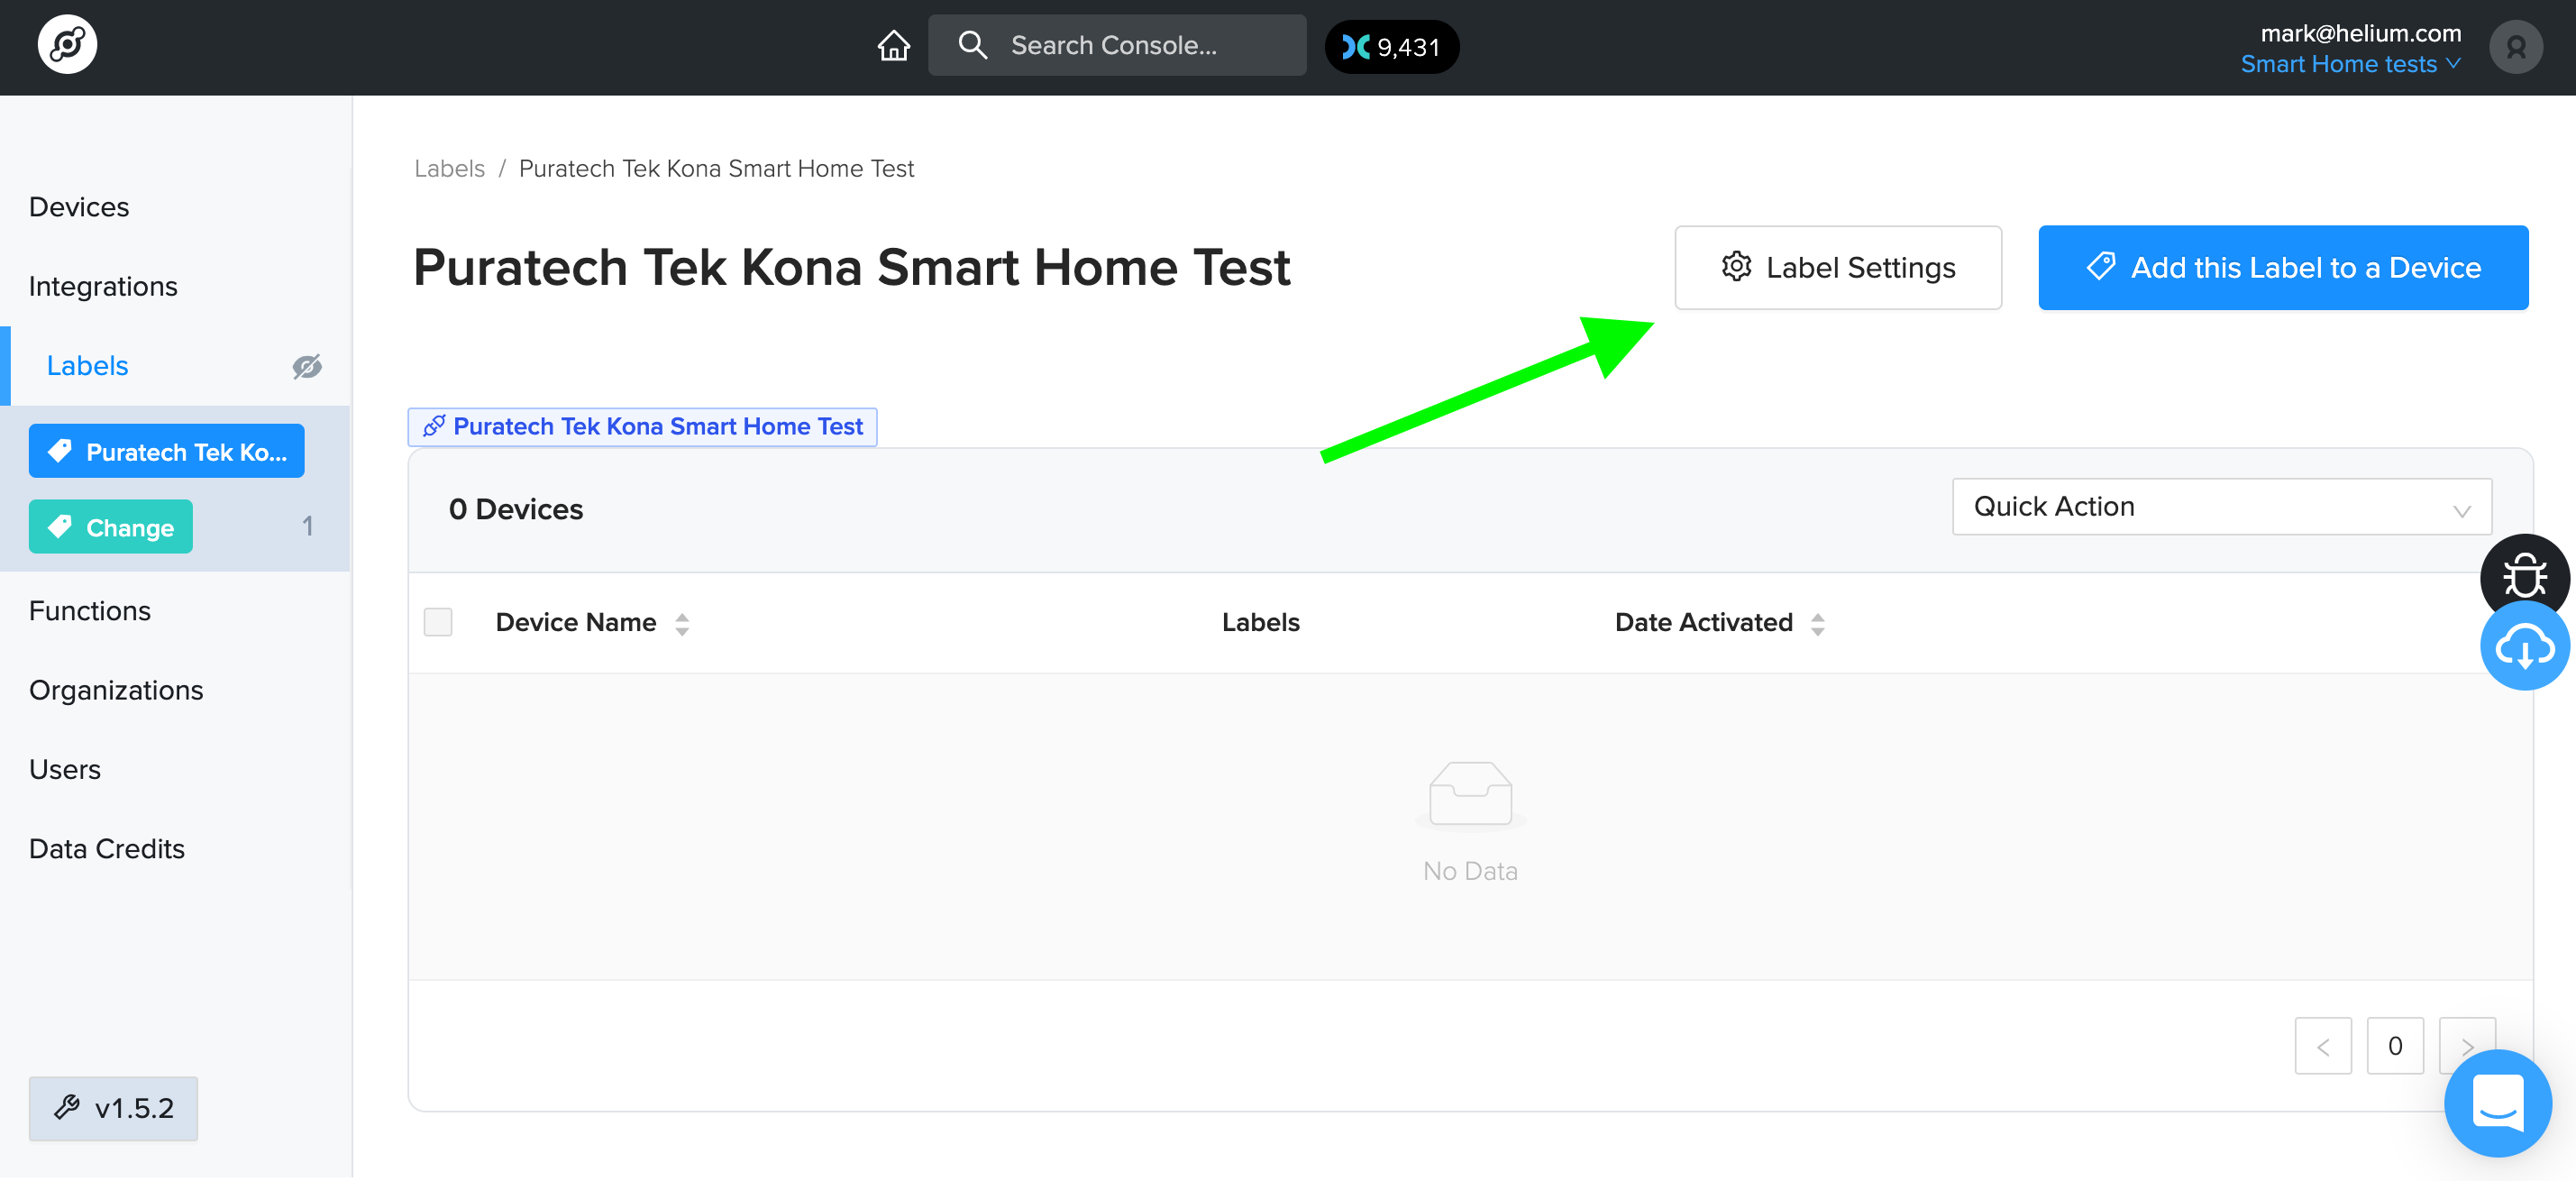 Search Console...
9,431
mark@helium.com
Smart Home tests
Devices
Integrations
Labels
Puratech Tek Ko...
Change
1
Functions
Organizations
Users
Data Credits
v1.5.2
Labels / Puratech Tek Kona Smart Home Test
Puratech Tek Kona Smart Home Test
Label Settings
Add this Label to a Device
Puratech Tek Kona Smart Home Test
0 Devices
Quick Action
Device Name
Labels
Date Activated
No Data
< 0 >